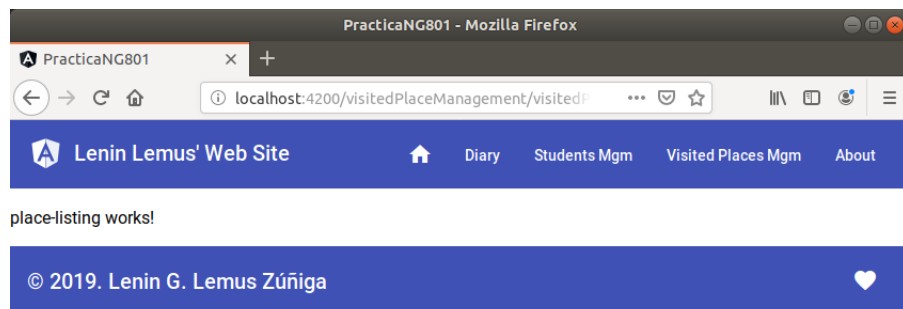 PracticaNG801 - Mozilla Firefox
PracticaNG801
localhost:4200/visitedPlaceManagement/visitedP
Lenin Lemus' Web Site Diary Students Mgm Visited Places Mgm About
place-listing works!
© 2019. Lenin G. Lemus Zúñiga